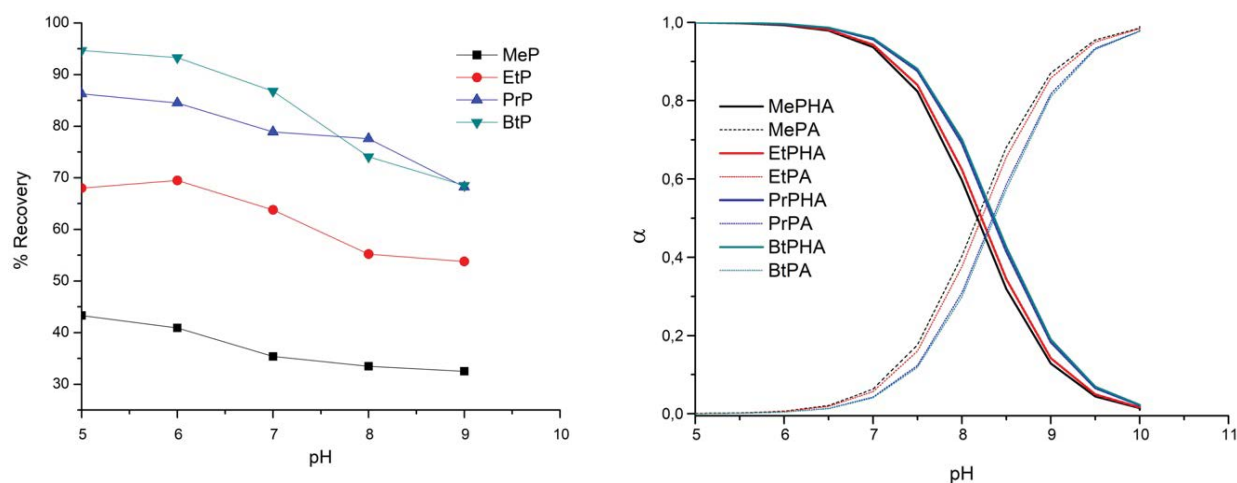 100
90
80
70
60
50
40
30
% Recovery
5
6
7
8
9
10
pH
MeP
EtP
PrP
BtP
1,0
0,8
0,6
0,4
0,2
0,0
α
5
6
7
8
9
10
11
pH
MePHA
MePA
EtPHA
EtPA
PrPHA
PrPA
BtPHA
BtPA